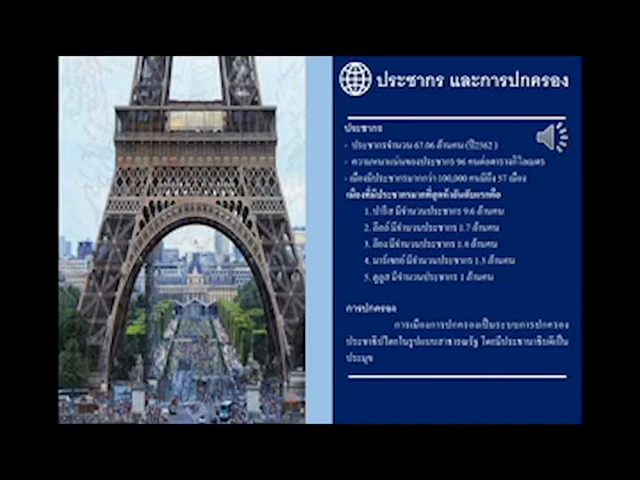 ประชากร และการปกครอง
ประชากร
- ประชากรจำนวน 67.06 ล้านคน (ปี2562 )
- ความหนาแน่นของประชากร 96 คนต่อตารางกิโลเมตร
- เมืองมีประชากรมากกว่า 100,000 คนมีถึง 57 เมือง
เมืองที่มีประชากรมากที่สุดห้าอันดับแรกคือ
1. ปารีส มีจำนวนประชากร 9.6 ล้านคน
2. ลีลล์ มีจำนวนประชากร 1.7 ล้านคน
3. ลียง มีจำนวนประชากร 1.4 ล้านคน
4. มาร์เซย์ มีจำนวนประชากร 1.3 ล้านคน
5. ตูลูส มีจำนวนประชากร 1 ล้านคน
การปกครอง
การเมืองการปกครองเป็นระบบการปกครอง
ประชาธิปไตยในรูปแบบสาธารณรัฐ โดยมีประธานาธิบดีเป็น
ประมุข